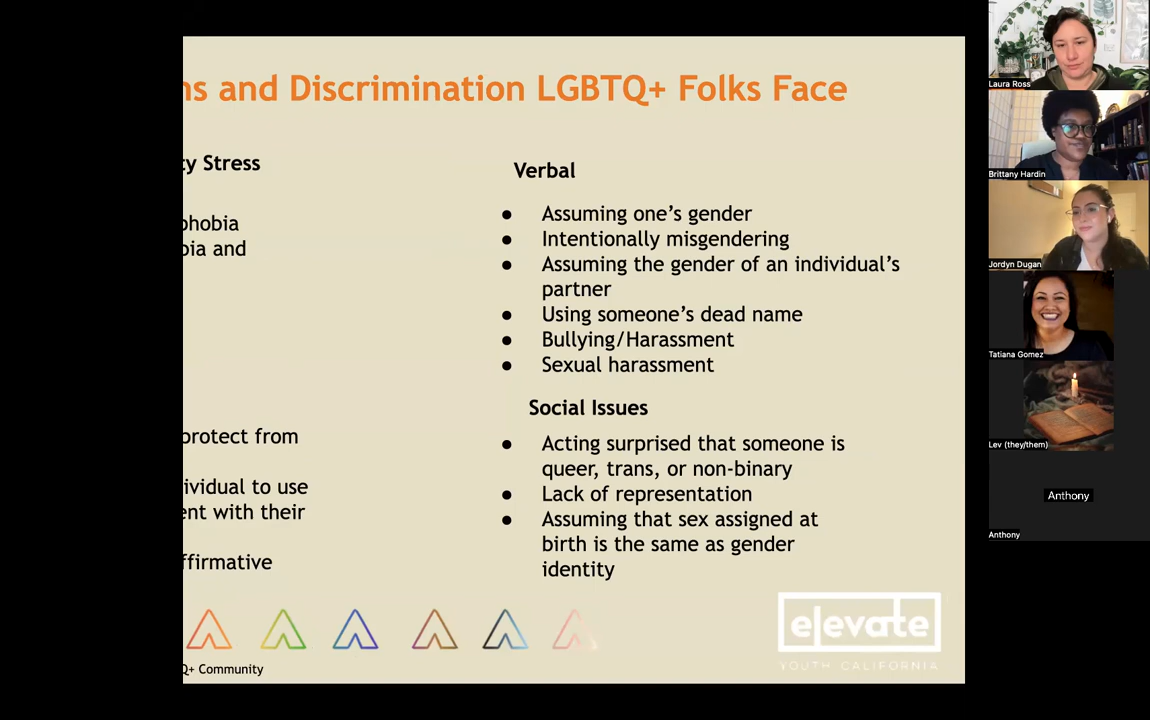 ns and Discrimination LGBTQ+ Folks Face
ty Stress
phobia
bia and
protect from
ividual to use
ent with their
ffirmative
Verbal
● Assuming one’s gender
● Intentionally misgendering
● Assuming the gender of an individual’s
partner
● Using someone’s dead name
● Bullying/Harassment
● Sexual harassment
Social Issues
● Acting surprised that someone is
queer, trans, or non-binary
● Lack of representation
● Assuming that sex assigned at
birth is the same as gender
identity
elevate
YOUTH CALIFORNIA
Q+ Community
Laura Ross
Brittany Hardin
Jordyn Dugan
Tatiana Gomez
Lev (they/them)
Anthony
Anthony